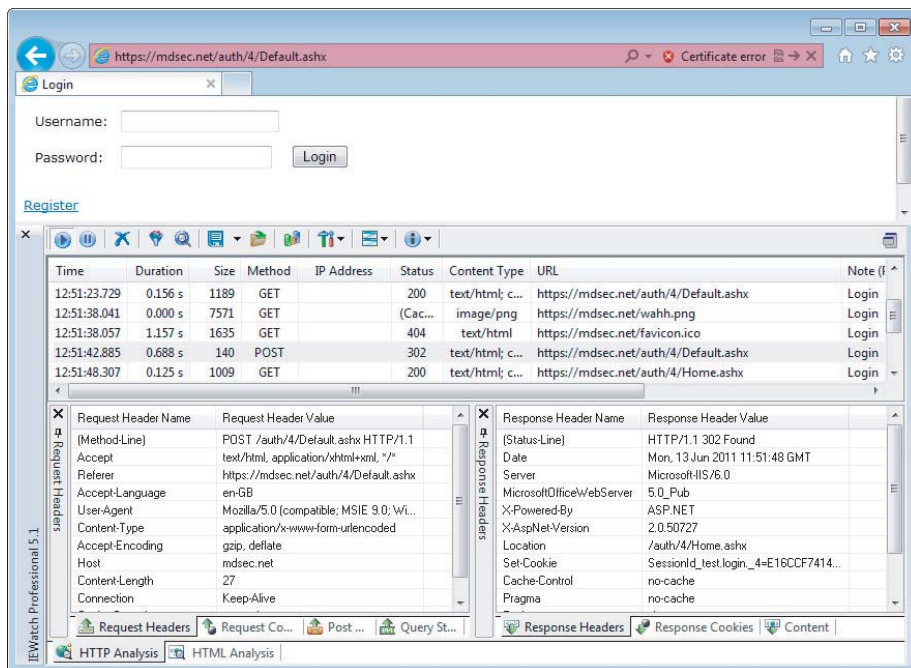 https://mdsec.net/auth/4/Default.ashx Certificate error
Login
Username:
Password: Login
Register
Time Duration Size Method IP Address Status Content Type URL Note (
12:51:23.729 0.156 s 1189 GET 200 text/html; c... https://mdsec.net/auth/4/Default.ashx Login
12:51:38.041 0.000 s 7571 GET (Cac... image/png https://mdsec.net/wahh.png Login
12:51:38.057 1.157 s 1635 GET 404 text/html https://mdsec.net/favicon.ico Login
12:51:42.885 0.688 s 140 POST 302 text/html; c... https://mdsec.net/auth/4/Default.ashx Login
12:51:48.307 0.125 s 1009 GET 200 text/html; c... https://mdsec.net/auth/4/Home.ashx Login
Request Headers
Request Header Name Request Header Value
(Method-Line) POST /auth/4/Default.ashx HTTP/1.1
Accept text/html, application/xhtml+xml, */*
Referer https://mdsec.net/auth/4/Default.ashx
Accept-Language en-GB
User-Agent Mozilla/5.0 (compatible; MSIE 9.0; Wi...
Content-Type application/x-www-form-urlencoded
Accept-Encoding gzip, deflate
Host mdsec.net
Content-Length 27
Connection Keep-Alive
Request Headers Request Co... Post ... Query St...
Response Headers
Response Header Name Response Header Value
(Status-Line) HTTP/1.1 302 Found
Date Mon, 13 Jun 2011 11:51:48 GMT
Server Microsoft-IIS/6.0
MicrosoftOfficeWebServer 5.0_Pub
X-Powered-By ASP.NET
X-AspNet-Version 2.0.50727
Location /auth/4/Home.ashx
Set-Cookie SessionId_test.login._4=E16CCF7414...
Cache-Control no-cache
Pragma no-cache
Response Headers Response Cookies Content
HTTP Analysis HTML Analysis
IEWatch Professional 5.1